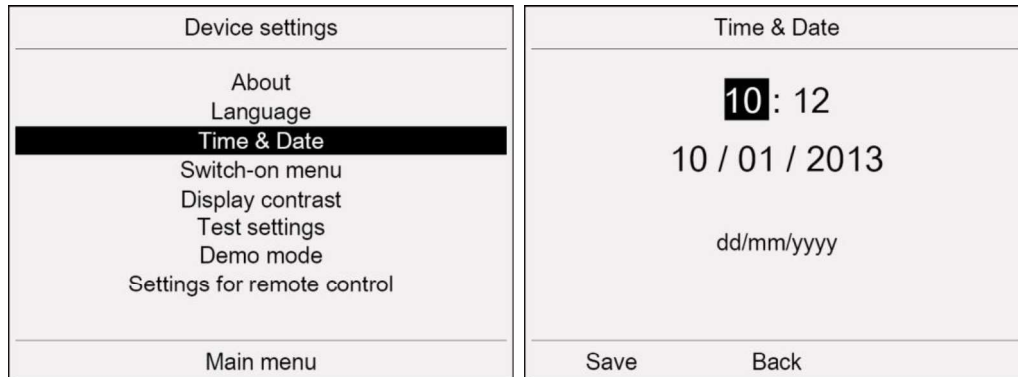 Device settings
About
Language
Time & Date
Switch-on menu
Display contrast
Test settings
Demo mode
Settings for remote control
Main menu
Time & Date
10 : 12
10 / 01 / 2013
dd/mm/yyyy
Save Back